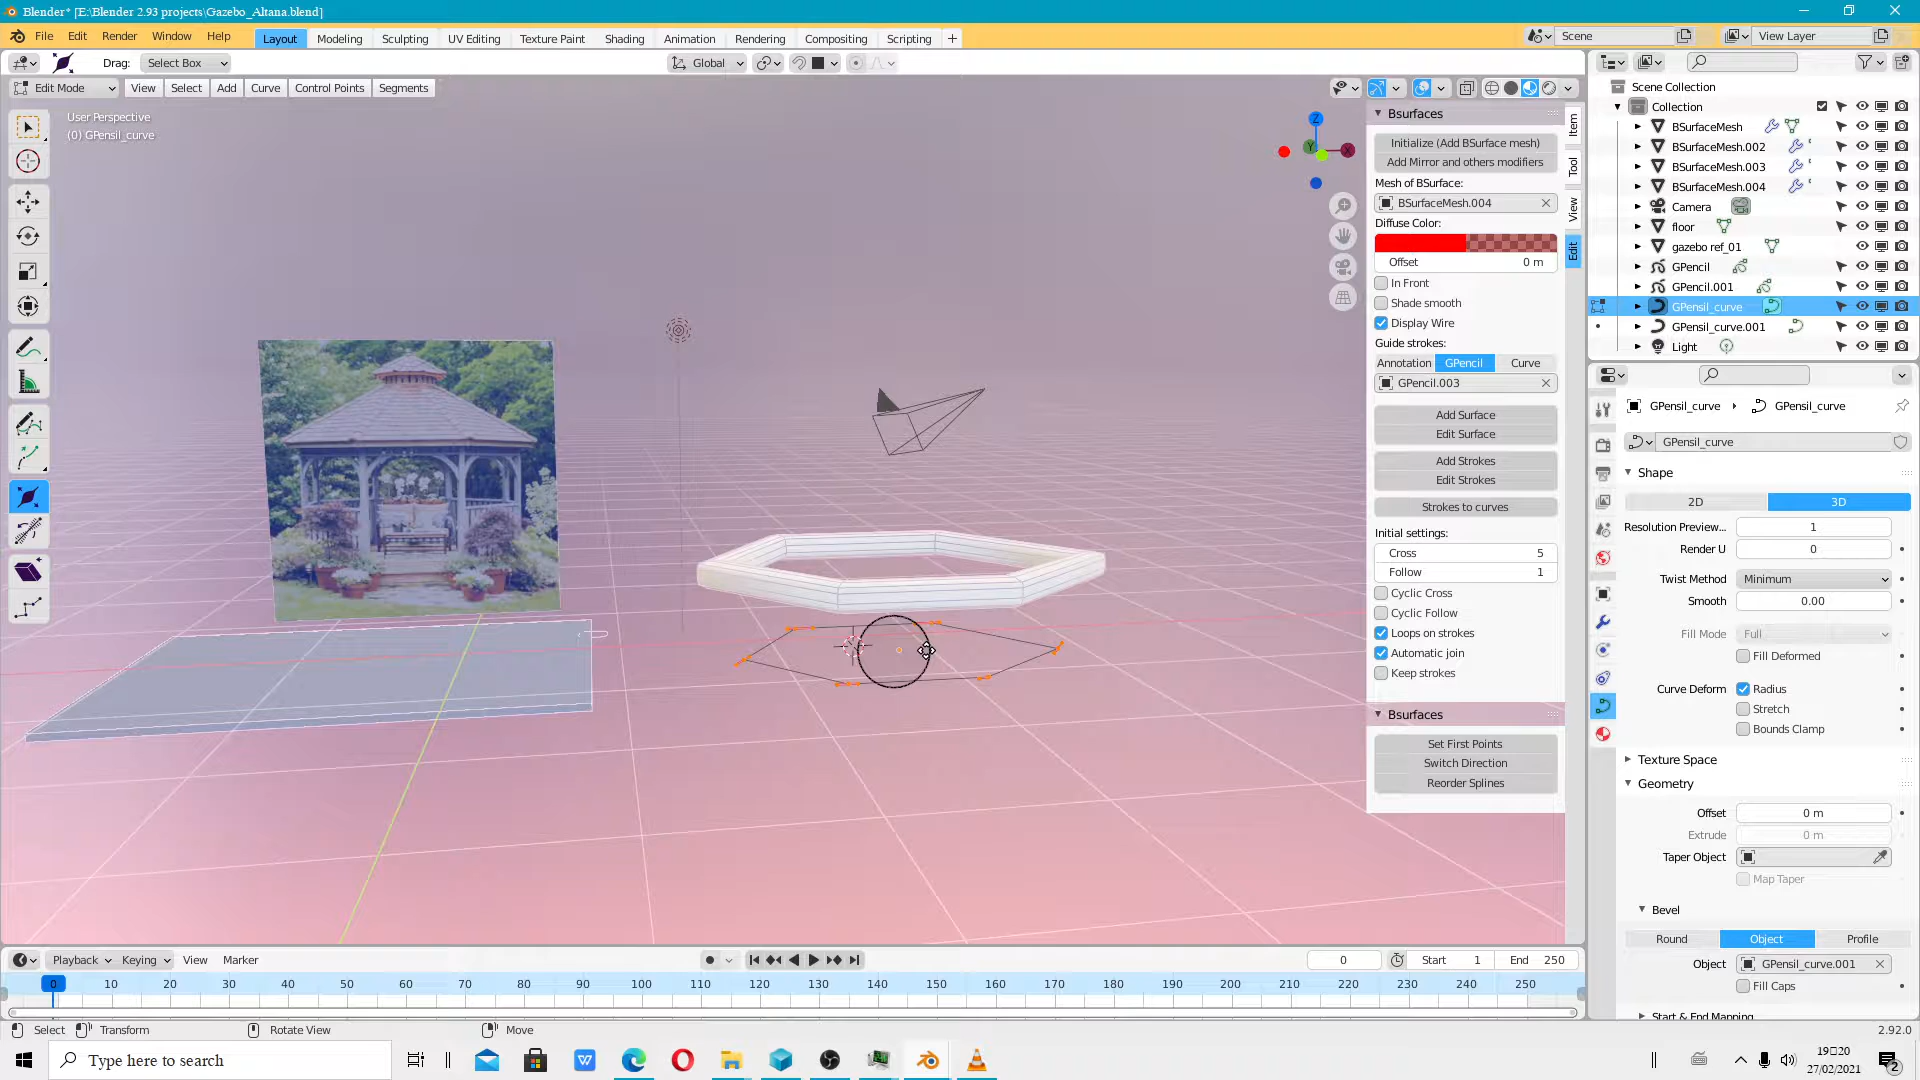 Blender* [E:\Blender 2.93 projects\Gazebo_Altana.blend]
File Edit Render Window Help Layout Modeling Sculpting UV Editing Texture Paint Shading Animation Rendering Compositing Scripting Scene View Layer
Drag: Select Box Global
Edit Mode View Select Add Curve Control Points Segments
User Perspective
(0) GPensil_curve
Z
Y
X
Bsurfaces
Initialize (Add BSurface mesh)
Add Mirror and others modifiers
Mesh of BSurface:
BSurfaceMesh.004
Diffuse Color:
Offset 0 m
In Front
Shade smooth
Display Wire
Guide strokes:
Annotation GPencil Curve
GPencil.003
Add Surface
Edit Surface
Add Strokes
Edit Strokes
Strokes to curves
Initial settings:
Cross 5
Follow 1
Cyclic Cross
Cyclic Follow
Loops on strokes
Automatic join
Keep strokes
Bsurfaces
Set First Points
Switch Direction
Reorder Splines
Item
Tool
View
Edit
Scene Collection
Collection
BSurfaceMesh
BSurfaceMesh.002
BSurfaceMesh.003
BSurfaceMesh.004
Camera
floor
gazebo ref_01
GPencil
GPencil.001
GPensil_curve
GPensil_curve.001
Light
GPensil_curve GPensil_curve
GPensil_curve
Shape
2D 3D
Resolution Preview... 1
Render U 0
Twist Method Minimum
Smooth 0.00
Fill Mode Full
Fill Deformed
Curve Deform Radius
Stretch
Bounds Clamp
Texture Space
Geometry
Offset 0 m
Extrude 0 m
Taper Object
Map Taper
Bevel
Round Object Profile
Object GPensil_curve.001
Fill Caps
Start & End Mapping
Playback Keying View Marker 0 Start 1 End 250
0 10 20 30 40 50 60 70 80 90 100 110 120 130 140 150 160 170 180 190 200 210 220 230 240 250
Select Transform Rotate View Move 2.92.0
Type here to search
19:20
27/02/2021
2